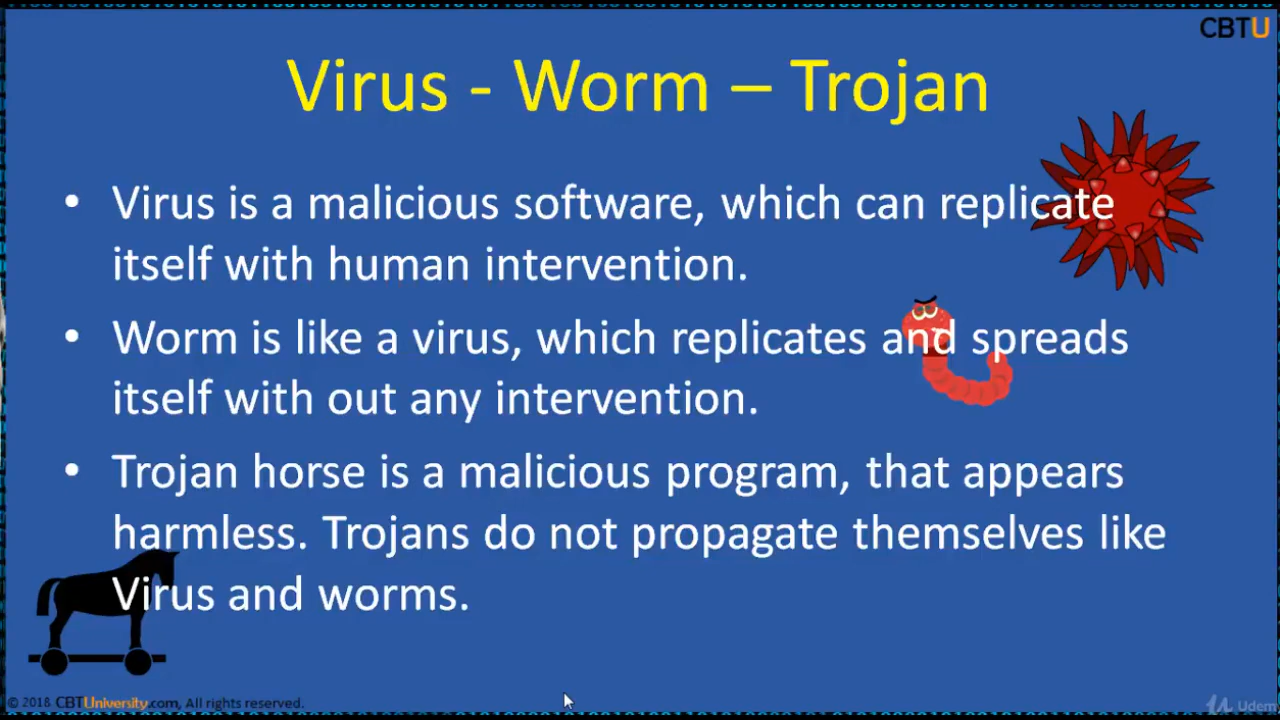 CBTU
Virus - Worm – Trojan
• Virus is a malicious software, which can replicate
itself with human intervention.
• Worm is like a virus, which replicates and spreads
itself with out any intervention.
• Trojan horse is a malicious program, that appears
harmless. Trojans do not propagate themselves like
Virus and worms.
© 2018 CBTUniversity.com, All rights reserved.